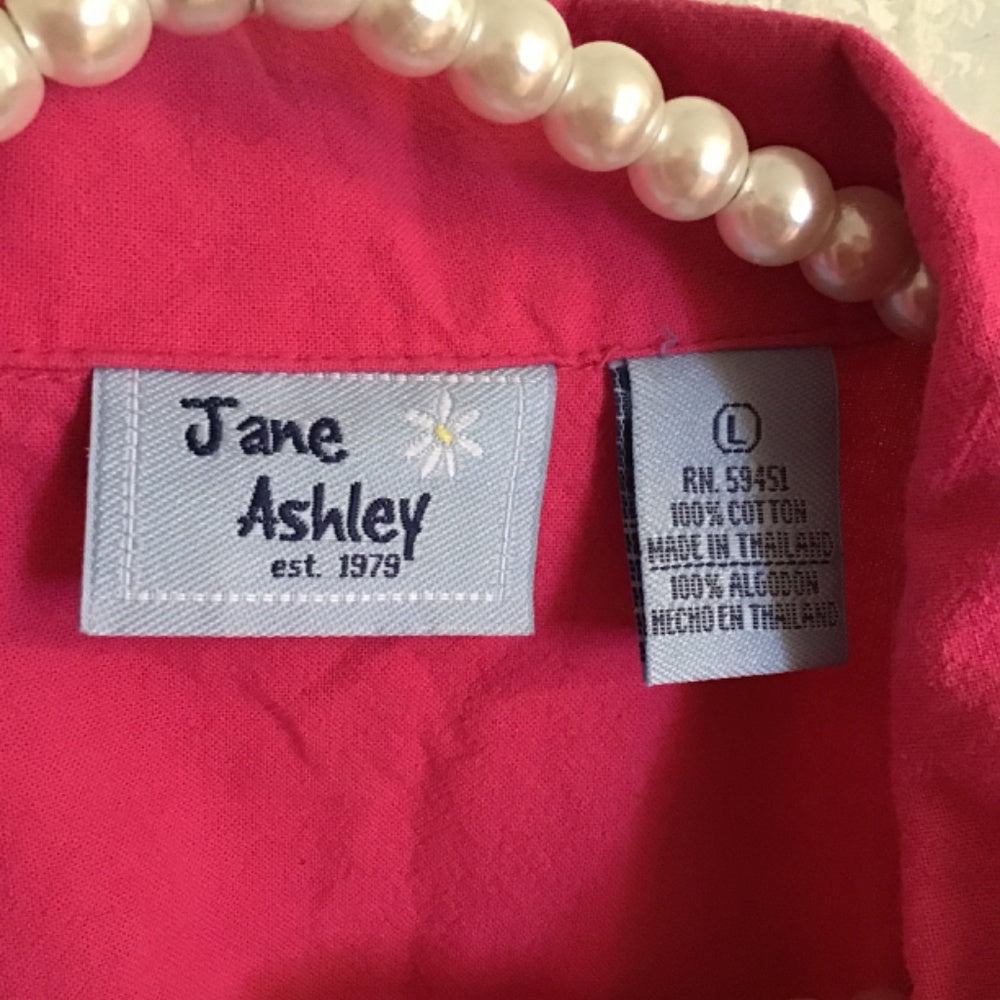 Jane
Ashley
est. 1979
L
RN. 59451
100% COTTON
MADE IN THAILAND
100% ALGODON
HECHO EN THAILAND